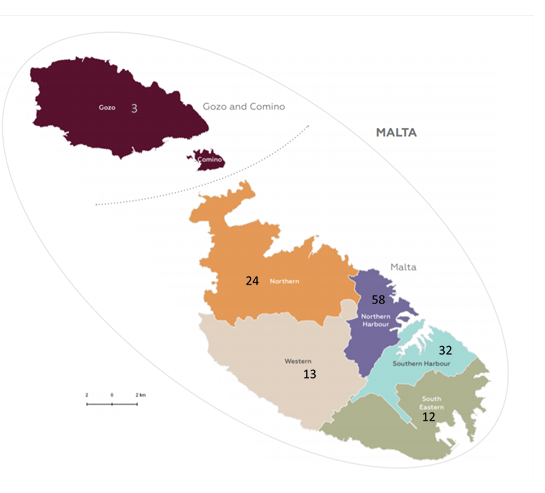 Gozo 3
Gozo and Comino
Comino
MALTA
Malta
24 Northern
58
Northern
Harbour
32
Southern Harbour
Western
13
South
Eastern
12
2 0 2 km